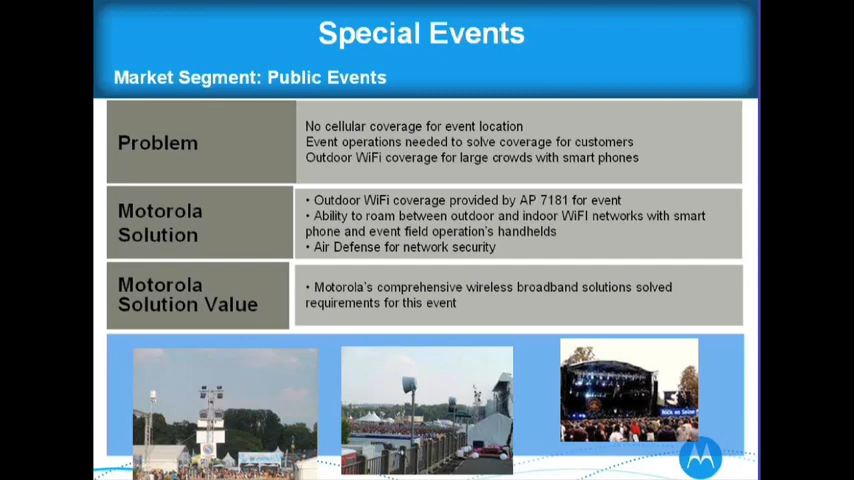 Special Events
Market Segment: Public Events
Problem
No cellular coverage for event location
Event operations needed to solve coverage for customers
Outdoor WiFi coverage for large crowds with smart phones
Motorola
Solution
• Outdoor WiFi coverage provided by AP 7181 for event
• Ability to roam between outdoor and indoor WiFI networks with smart
phone and event field operation's handhelds
• Air Defense for network security
Motorola
Solution Value
• Motorola's comprehensive wireless broadband solutions solved
requirements for this event
Rock en Seine